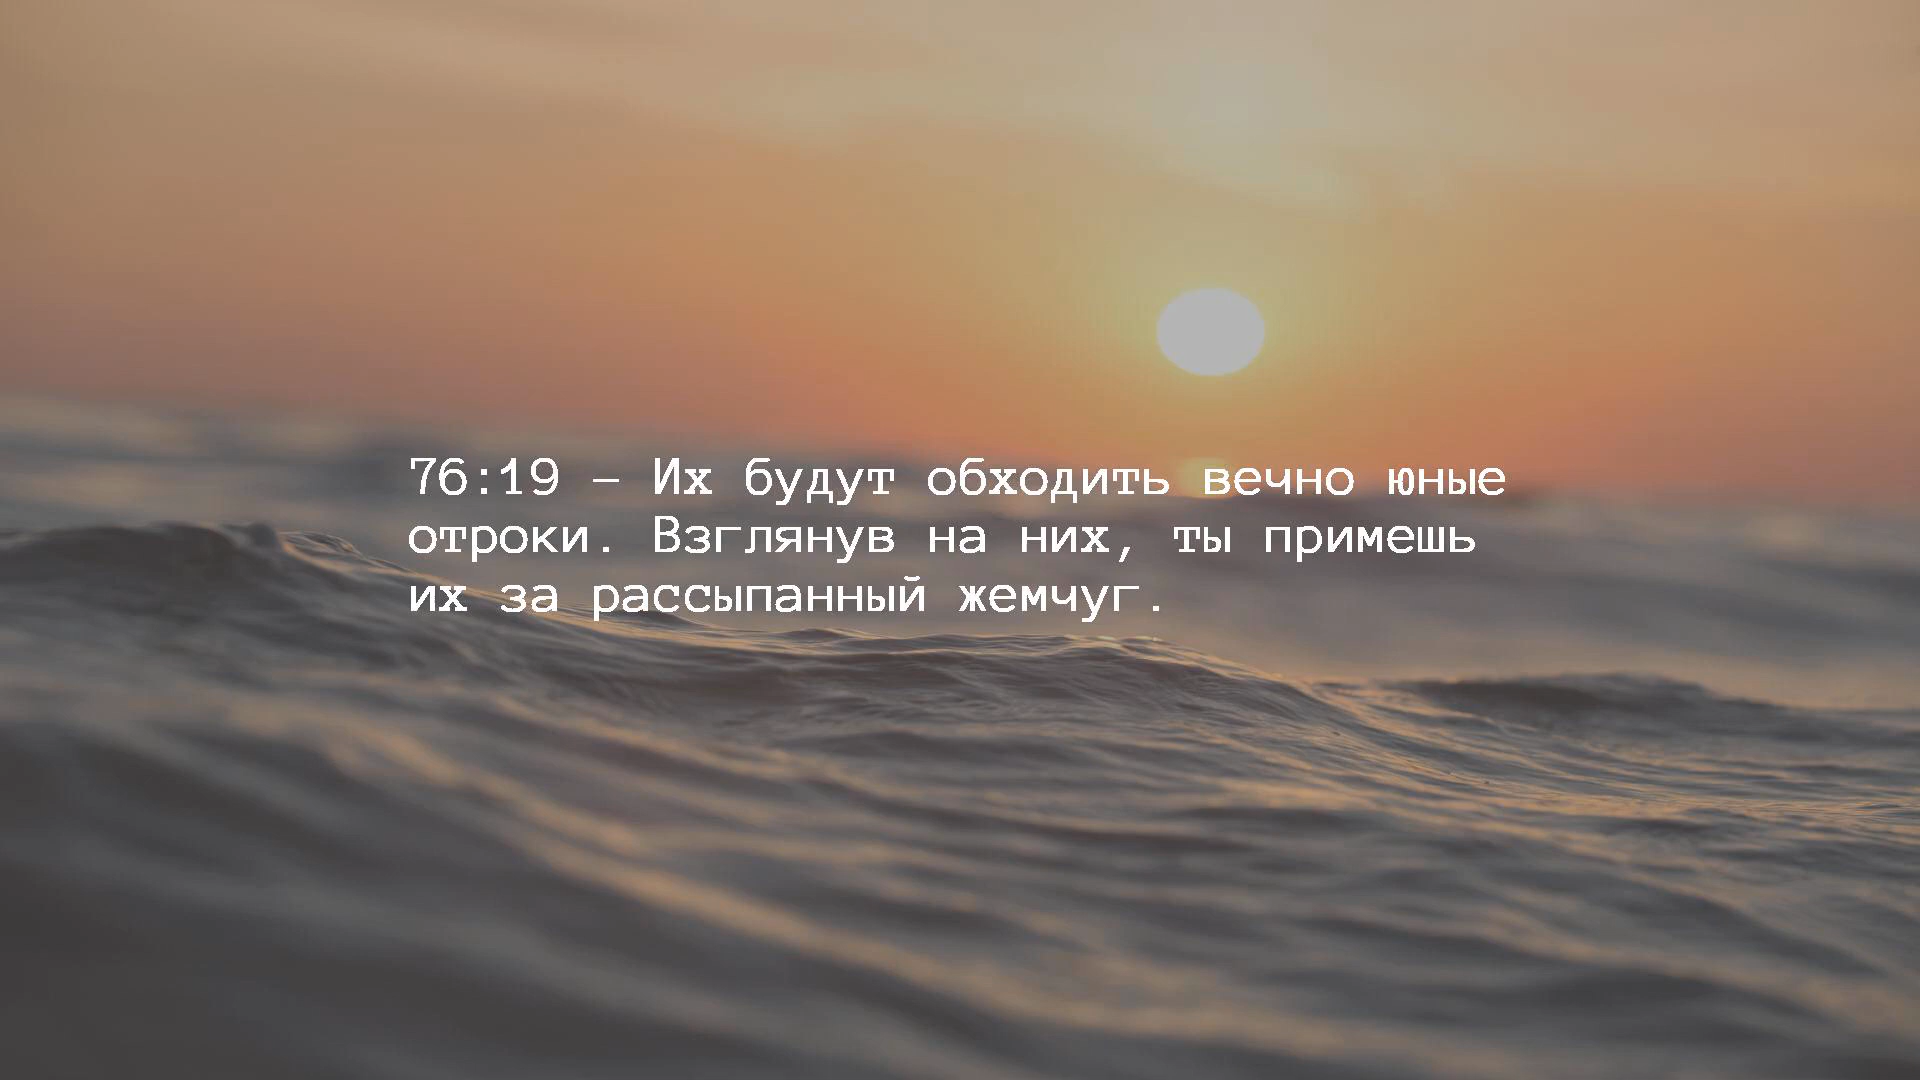 76:19 – Их будут обходить вечно юные
отроки. Взглянув на них, ты примешь
их за рассыпанный жемчуг.